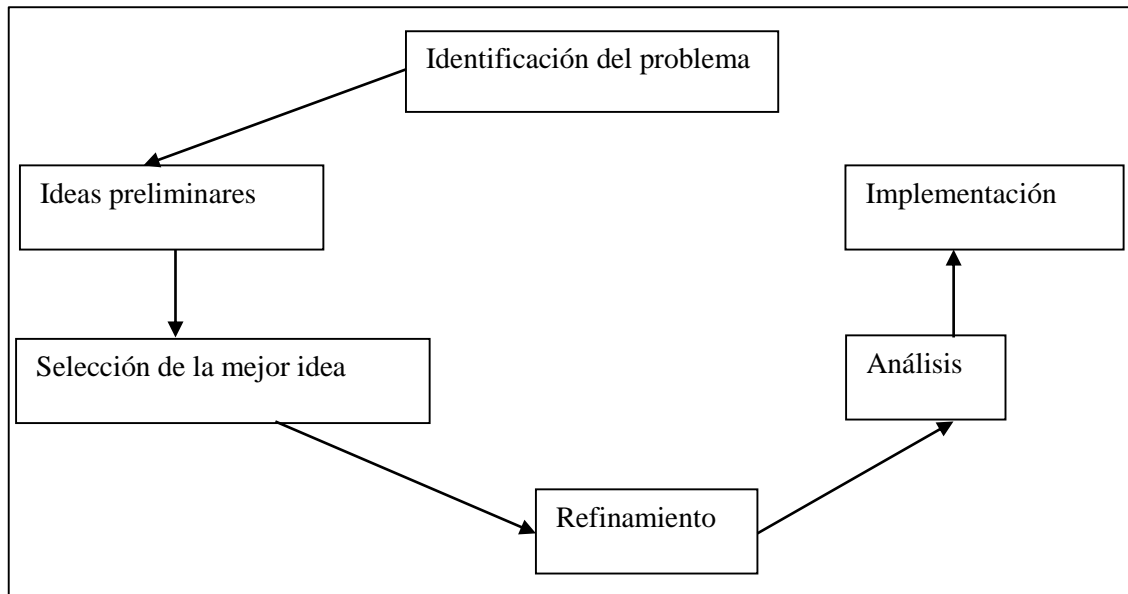 Identificación del problema
Ideas preliminares
Implementación
Selección de la mejor idea
Análisis
Refinamiento